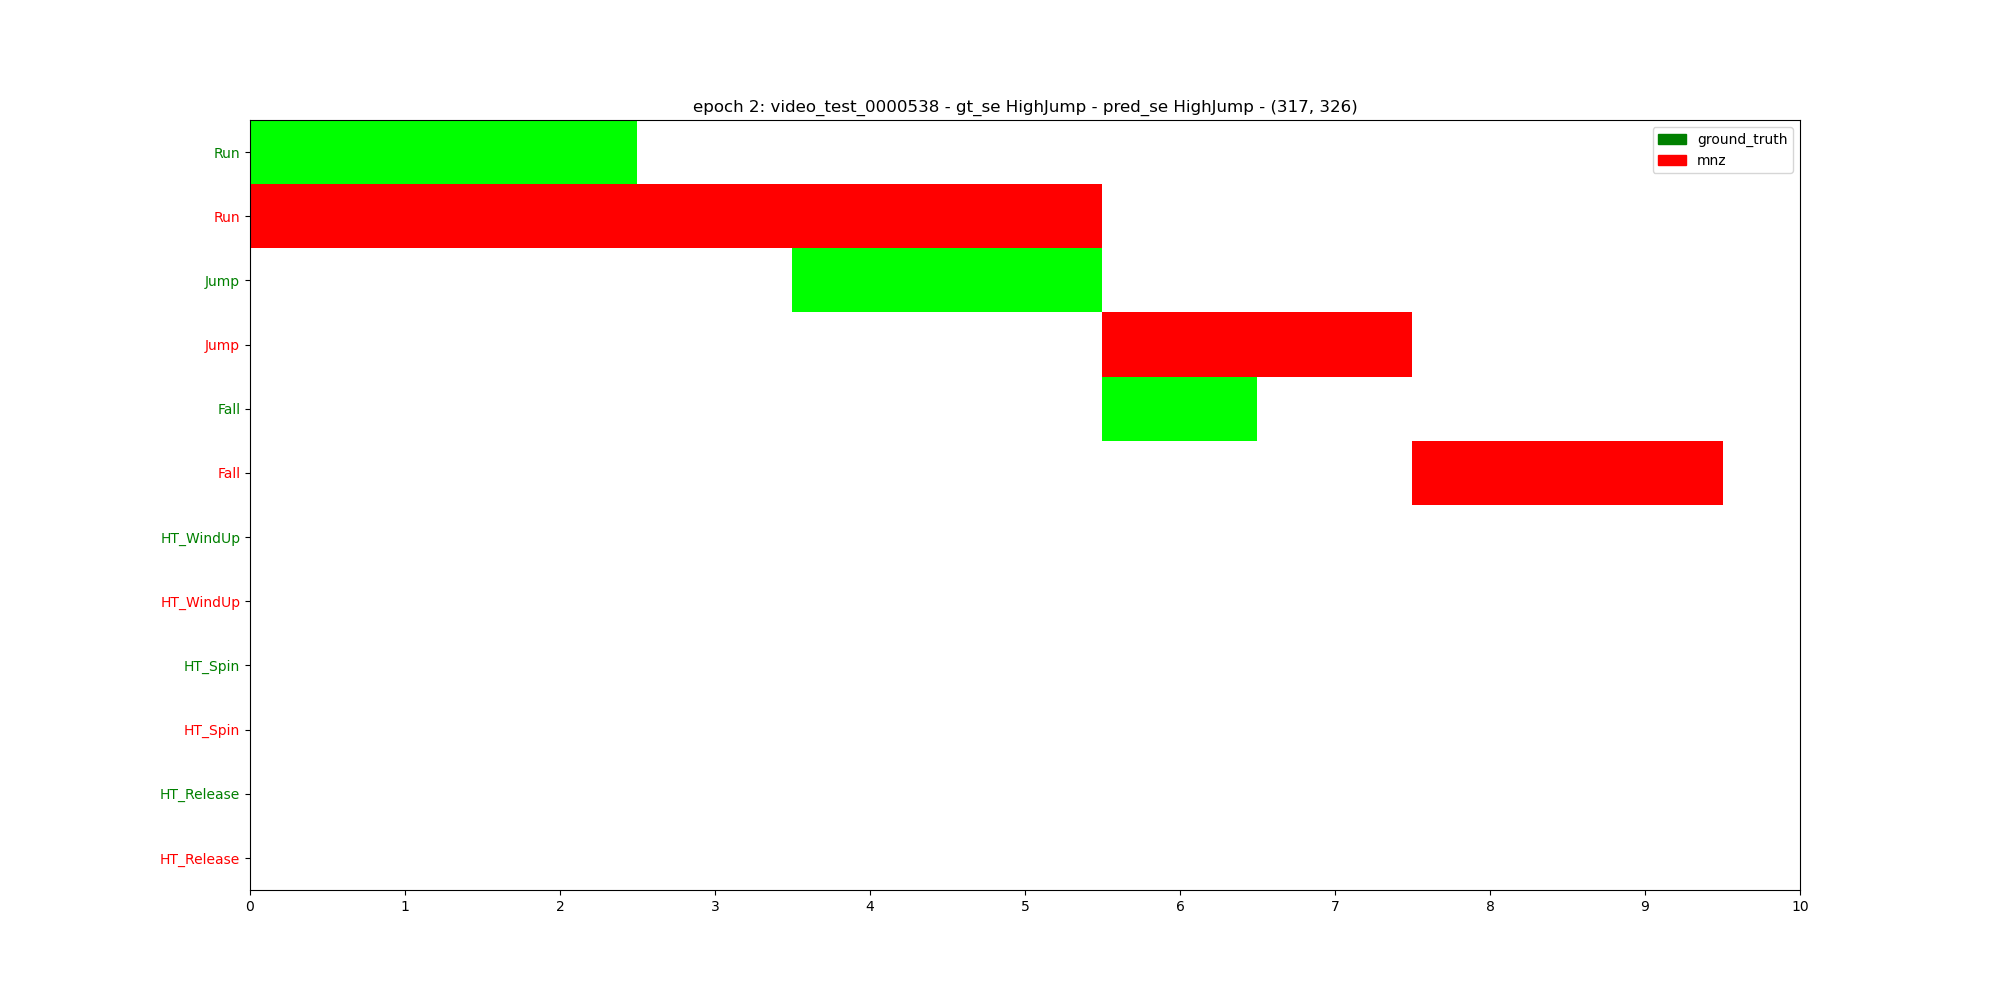 epoch 2: video_test_0000538 - gt_se HighJump - pred_se HighJump - (317, 326)
ground_truth
mnz
Run
Run
Jump
Jump
Fall
Fall
HT_WindUp
HT_WindUp
HT_Spin
HT_Spin
HT_Release
HT_Release
0 1 2 3 4 5 6 7 8 9 10